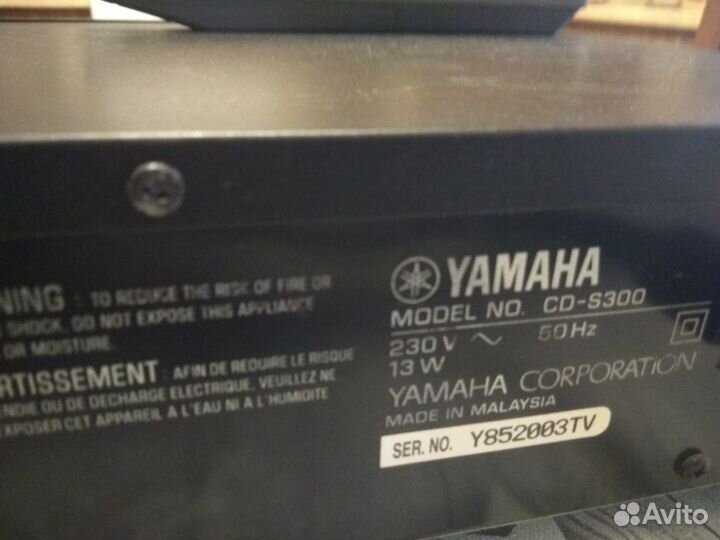 NING : TO REDUCE THE RISK OF FIRE OR
SHOCK, DO NOT EXPOSE THIS APPLIANCE
OR MOISTURE.
RTISSEMENT : AFIN DE REDUIRE LE RISQUE
NDIE OU DE DECHARGE ELECTRIQUE, VEUILLEZ NE
EXPOSER CET APPAREIL A L'EAU NI A L'HUMIDITE
YAMAHA
MODEL NO. CD-S300
230 V ~ 50 Hz
13 W
YAMAHA CORPORATION
MADE IN MALAYSIA
SER. NO. Y852003TV
Avito